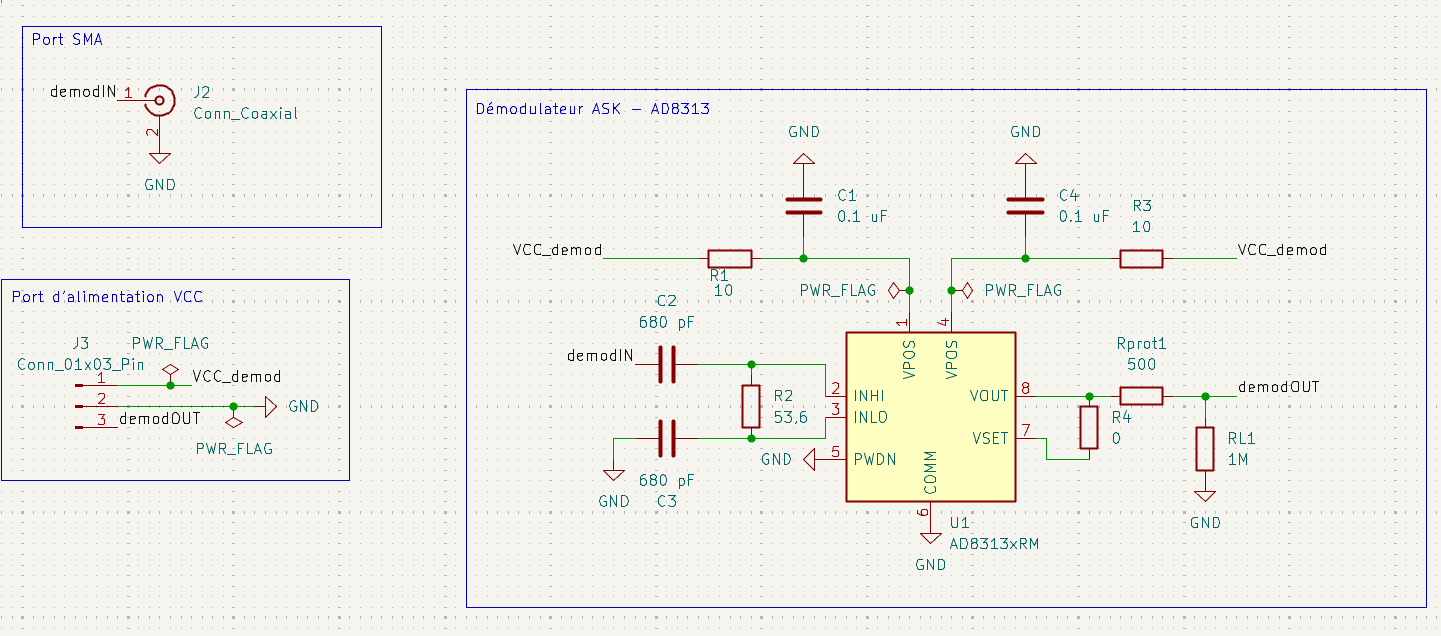 Port SMA
demodIN
1
J2
Conn_Coaxial
2
GND
Port d'alimentation VCC
J3
PWR_FLAG
Conn_01x03_Pin
1
VCC_demod
2
GND
3
demodOUT
PWR_FLAG
Démodulateur ASK – AD8313
GND
GND
C1
0.1 uF
C4
0.1 uF
R3
10
VCC_demod
R1
10
VCC_demod
PWR_FLAG
PWR_FLAG
C2
680 pF
1
4
VPOS
VPOS
demodIN
Rprot1
500
R2
53,6
2
INHI
3
INLO
VOUT
8
demodOUT
R4
0
VSET
7
GND
5
PWDN
COMM
RL1
1M
680 pF
C3
GND
6
U1
AD8313xRM
GND
GND